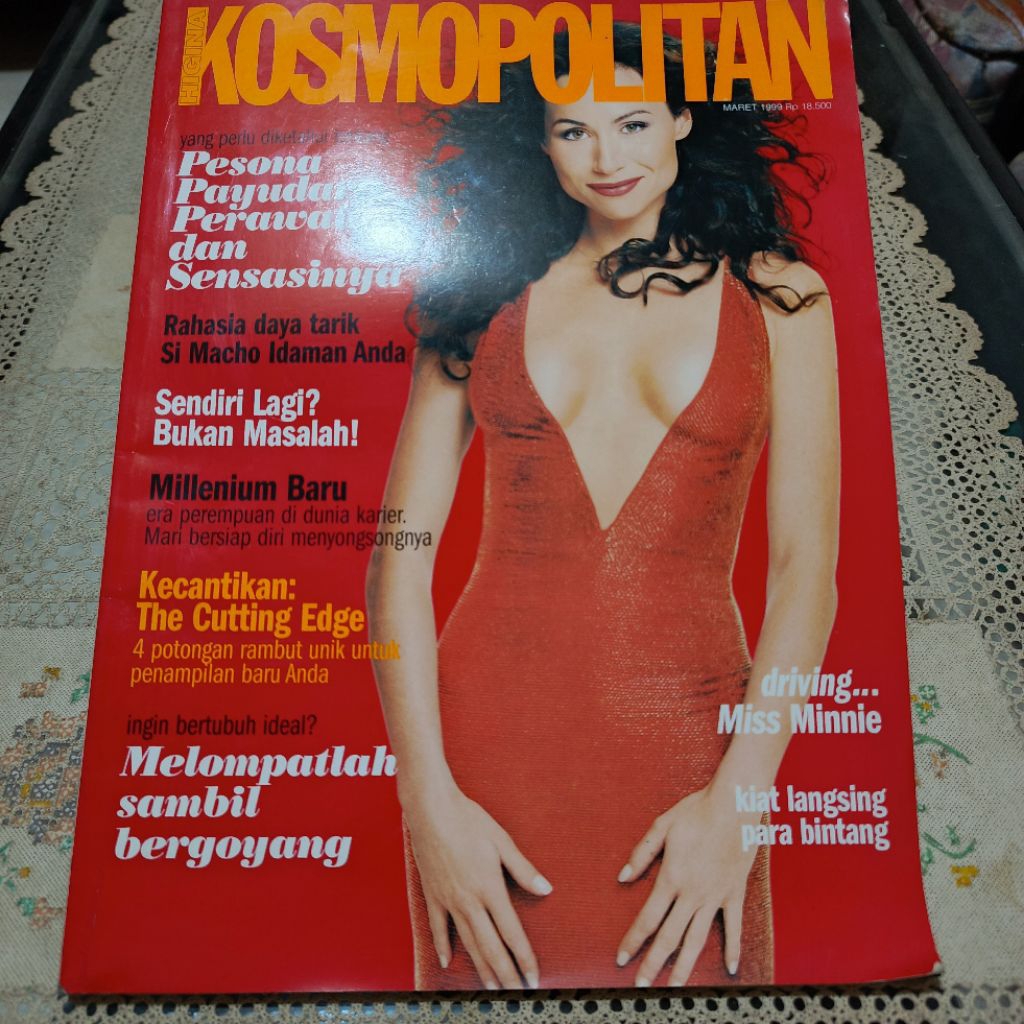 HIGINA
KOSMOPOLITAN
MARET 1999 Rp 18.500
yang perlu diketahui tentang
Pesona
Payudara
Perawatan
dan
Sensasinya
Rahasia daya tarik
Si Macho Idaman Anda
Sendiri Lagi?
Bukan Masalah!
Millenium Baru
era perempuan di dunia karier.
Mari bersiap diri menyongsongnya
Kecantikan:
The Cutting Edge
4 potongan rambut unik untuk
penampilan baru Anda
ingin bertubuh ideal?
Melompatlah
sambil
bergoyang
driving...
Miss Minnie
kiat langsing
para bintang